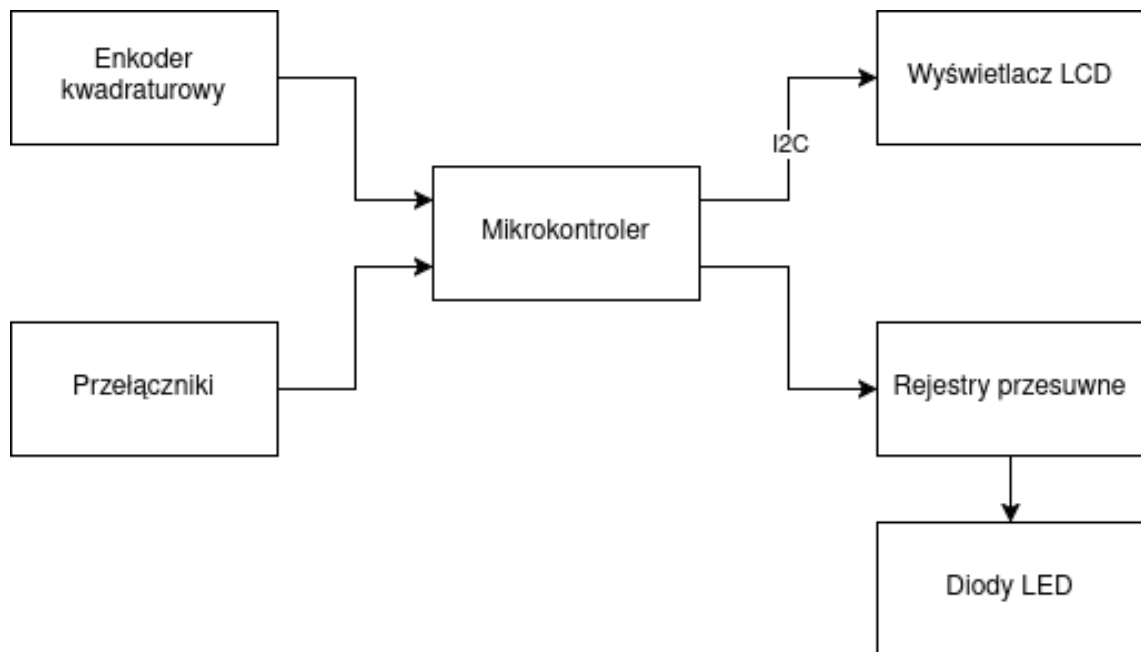 Enkoder
kwadraturowy
Wyświetlacz LCD
I2C
Mikrokontroler
Przełączniki
Rejestry przesuwne
Diody LED